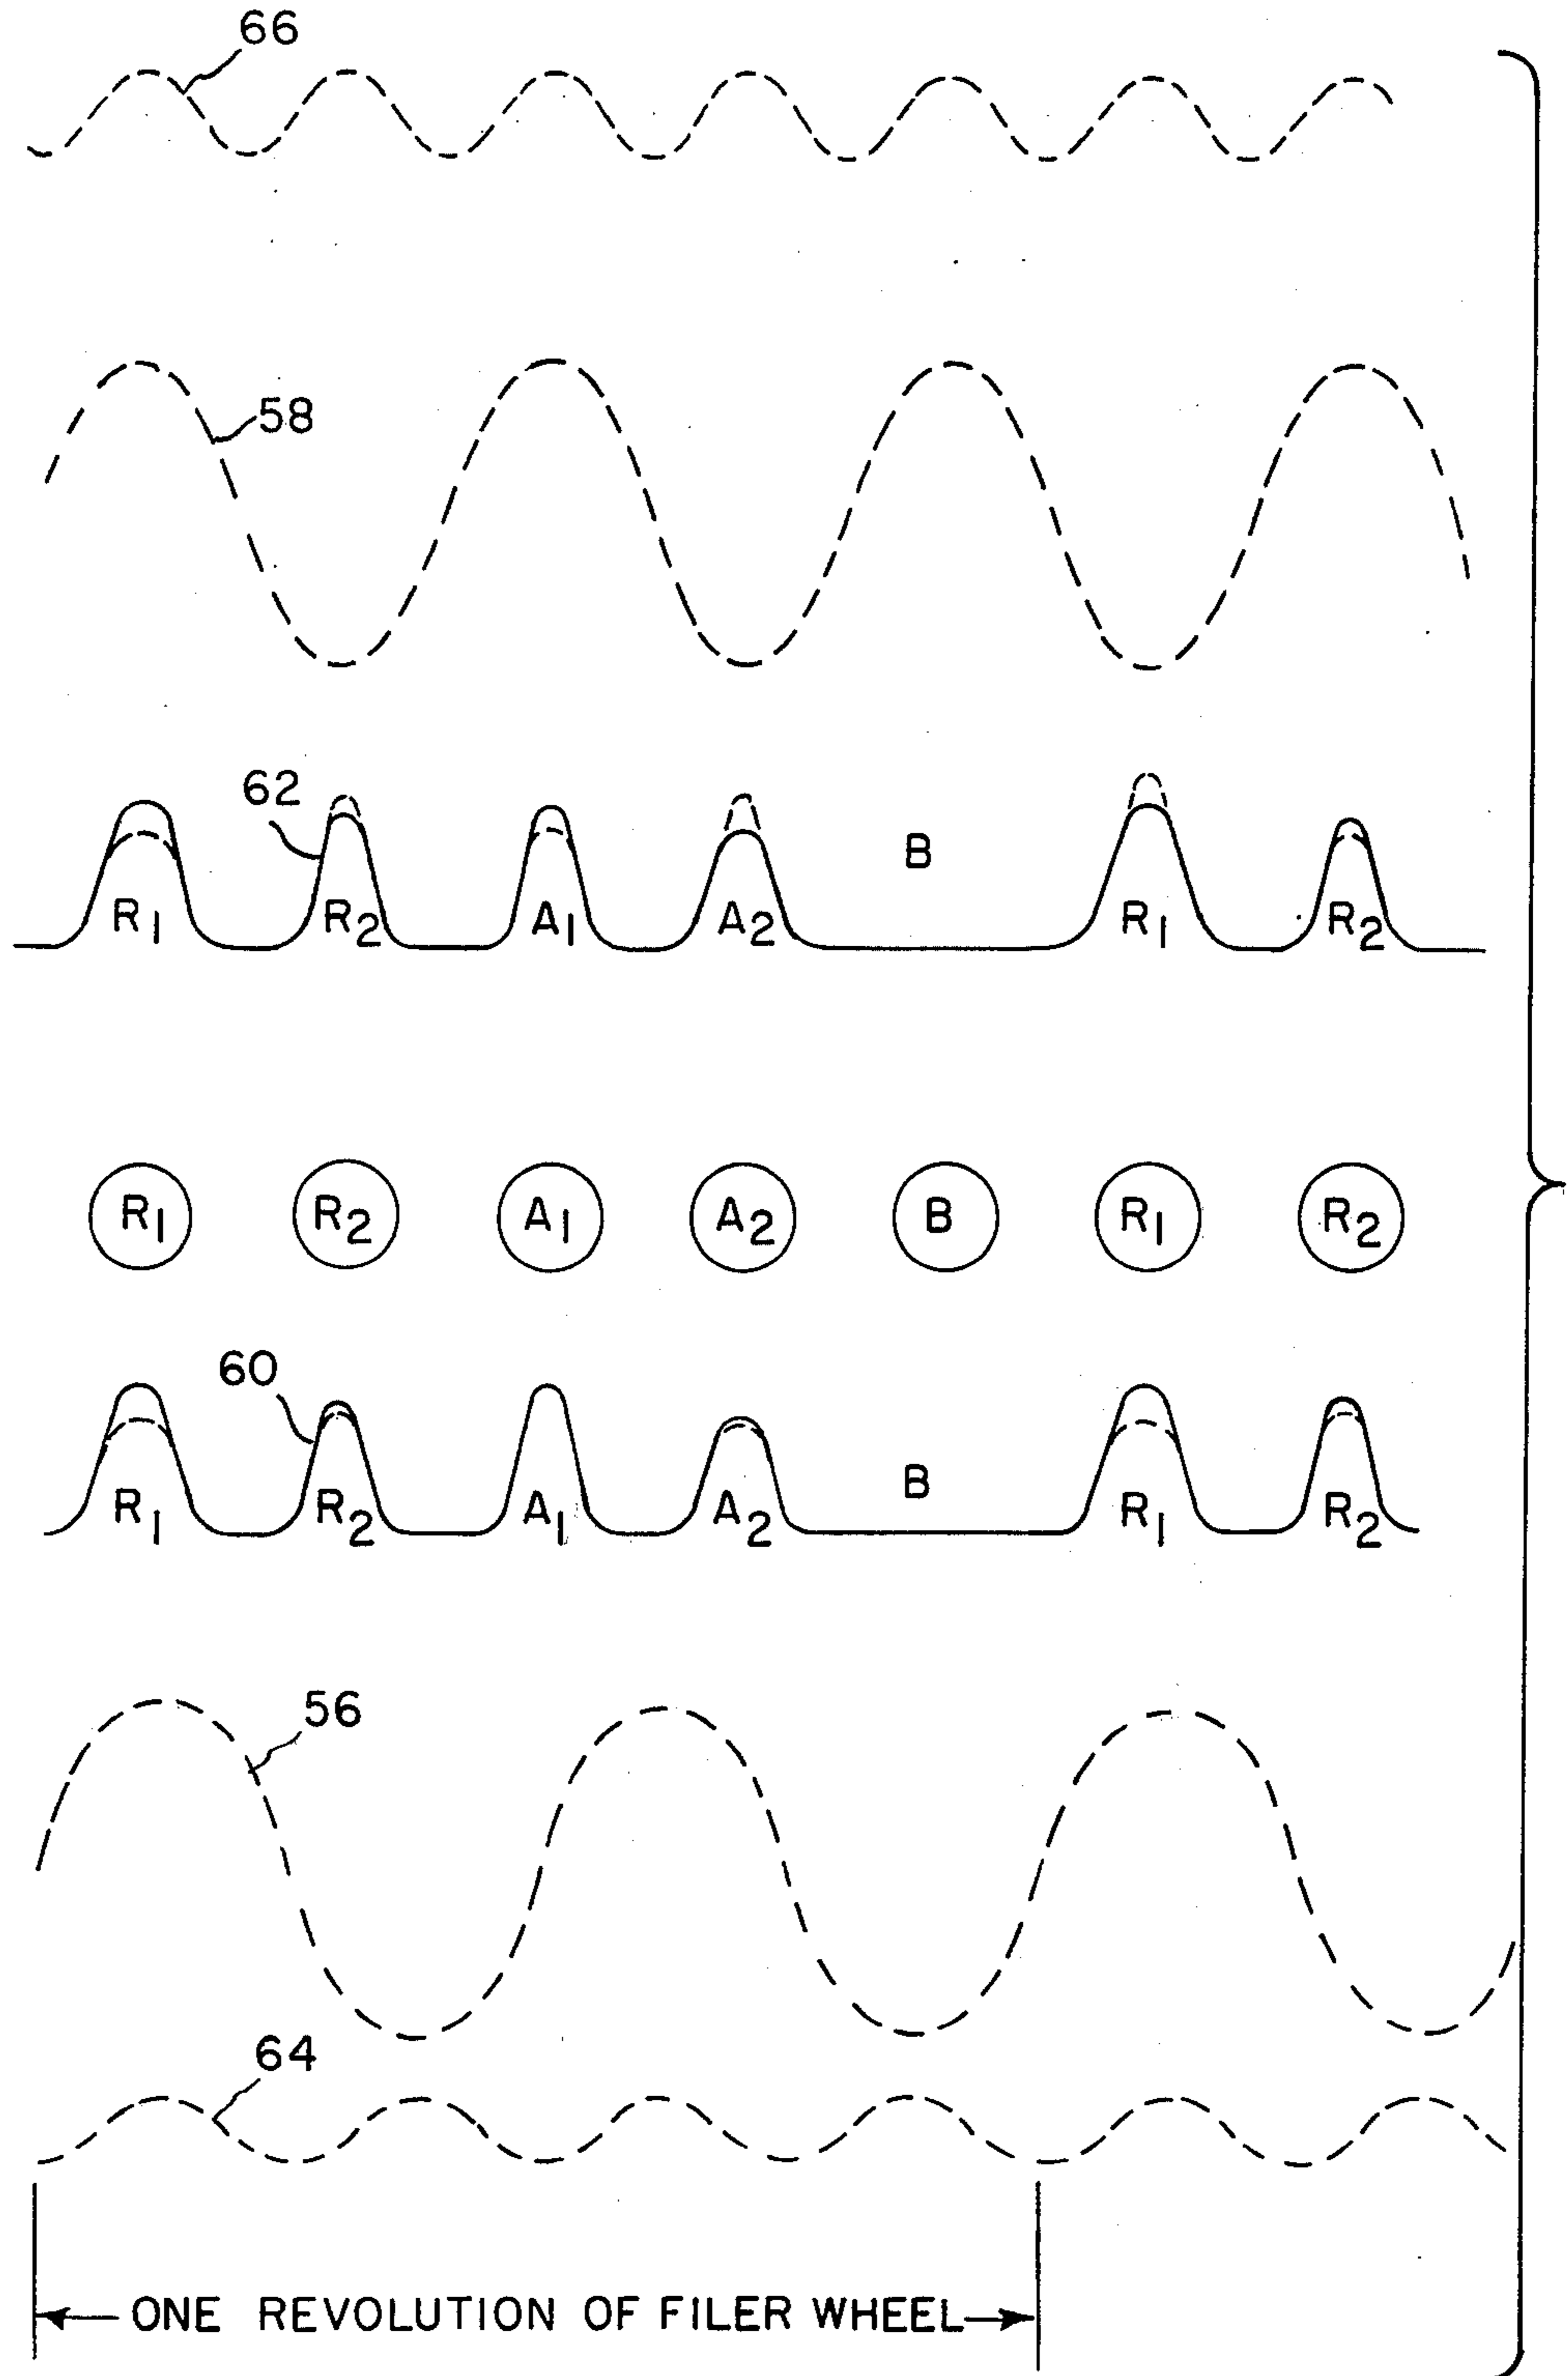 66
58
62
B
R1 R2 A1 A2 R1 R2
R1 R2 A1 A2 B R1 R2
60
B
R1 R2 A1 A2 R1 R2
56
64
ONE REVOLUTION OF FILER WHEEL